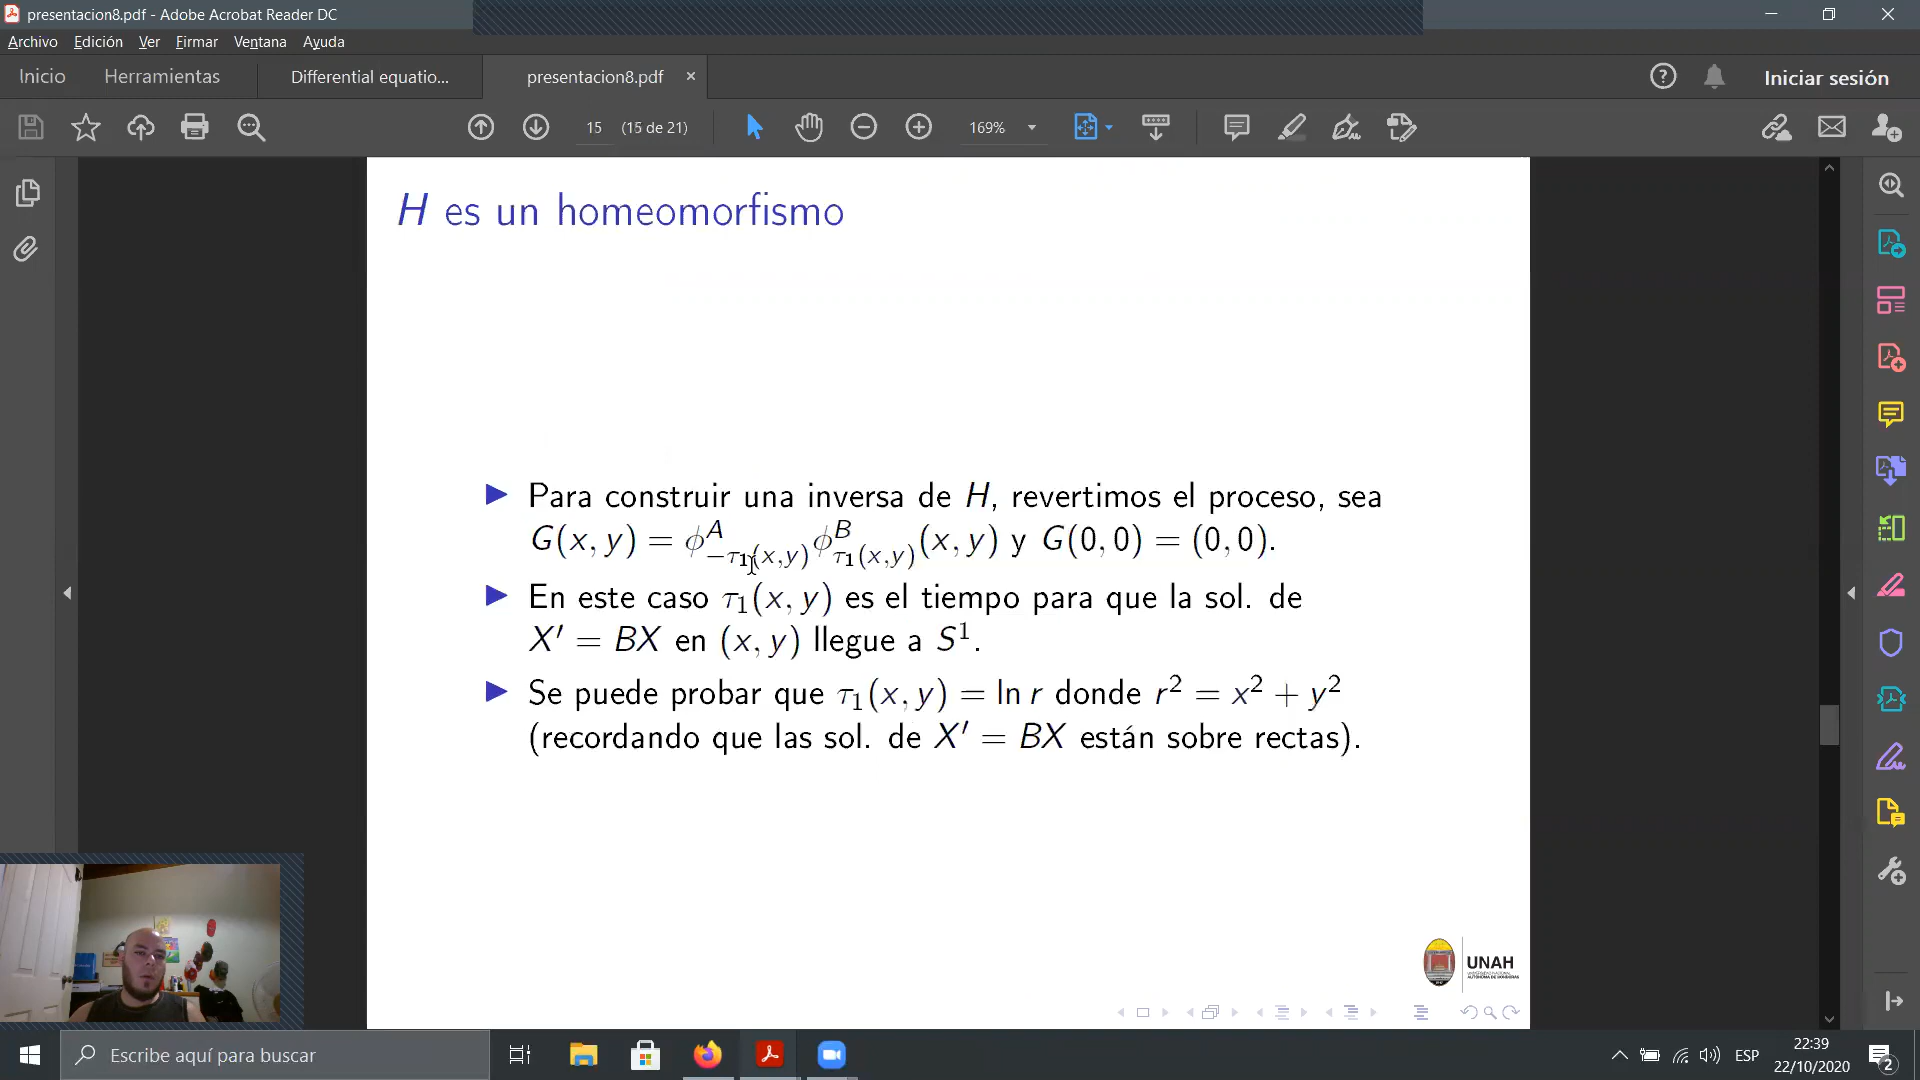 presentacion8.pdf - Adobe Acrobat Reader DC
Archivo Edición Ver Firmar Ventana Ayuda
Inicio Herramientas Differential equatio... presentacion8.pdf × Iniciar sesión
15 (15 de 21) 169%
H es un homeomorfismo
▶ Para construir una inversa de H, revertimos el proceso, sea
G(x, y) = ϕ^A_{−τ₁(x,y)} ϕ^B_{τ₁(x,y)}(x, y) y G(0, 0) = (0, 0).
▶ En este caso τ₁(x, y) es el tiempo para que la sol. de
X′ = BX en (x, y) llegue a S¹.
▶ Se puede probar que τ₁(x, y) = ln r donde r² = x² + y²
(recordando que las sol. de X′ = BX están sobre rectas).
UNAH
Escribe aquí para buscar
ESP
22:39
22/10/2020
2